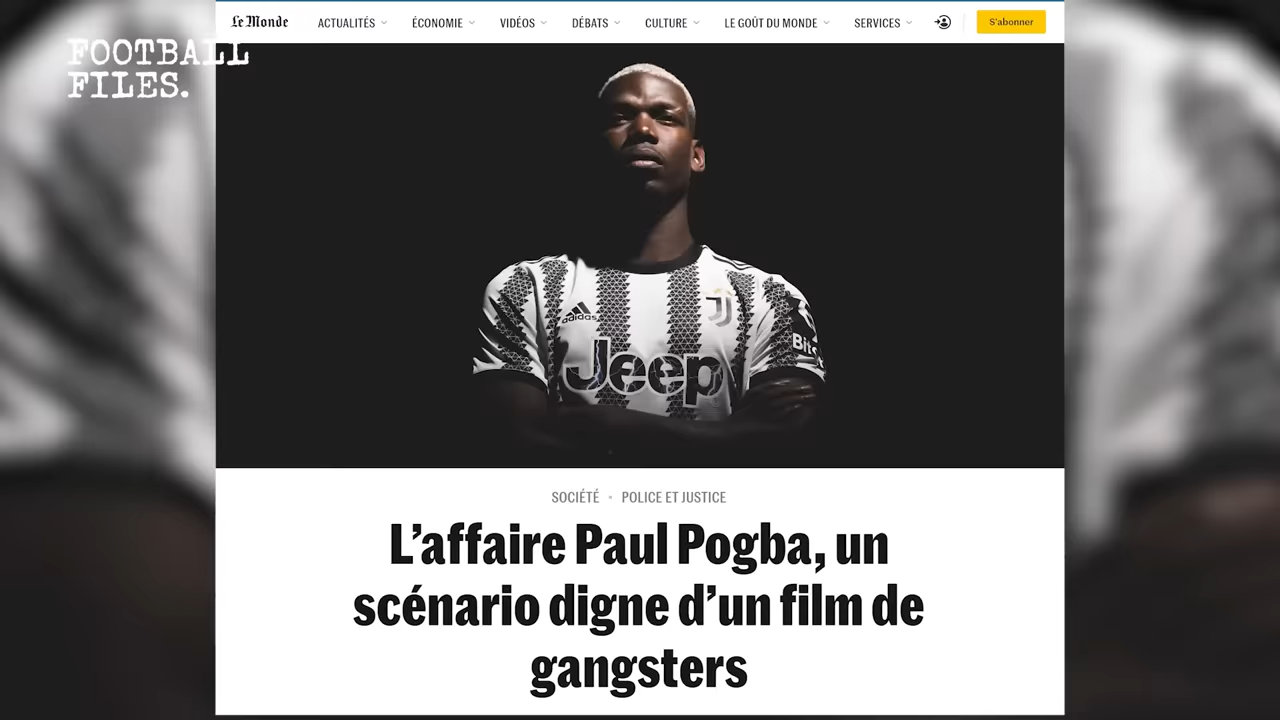 Le Monde
ACTUALITÉS
ÉCONOMIE
VIDÉOS
DÉBATS
CULTURE
LE GOÛT DU MONDE
SERVICES
S'abonner
FOOTBALL
FILES.
adidas
Jeep
SOCIÉTÉ • POLICE ET JUSTICE
L'affaire Paul Pogba, un
scénario digne d'un film de
gangsters